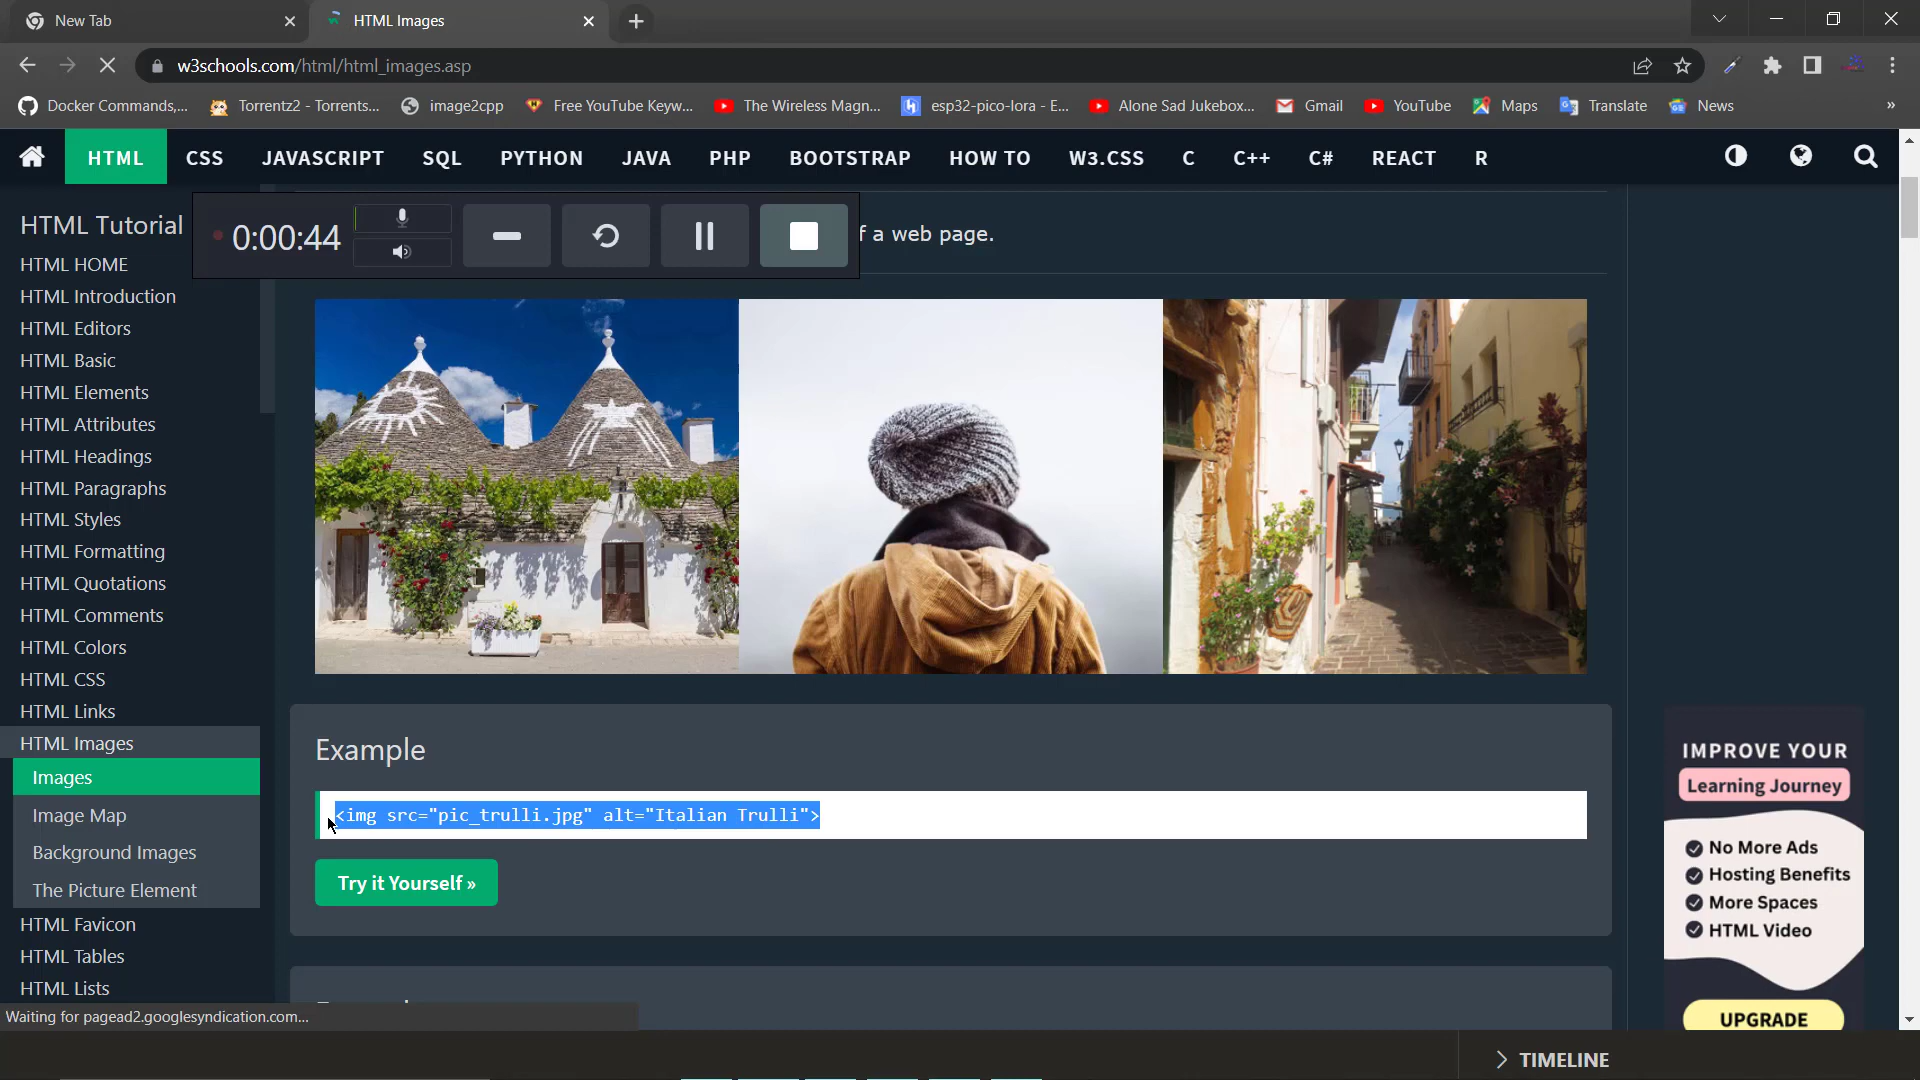 New Tab
HTML Images
w3schools.com/html/html_images.asp
Docker Commands,...
Torrentz2 - Torrents...
image2cpp
Free YouTube Keyw...
The Wireless Magn...
esp32-pico-lora - E...
Alone Sad Jukebox...
Gmail
YouTube
Maps
Translate
News
»
HTML
CSS
JAVASCRIPT
SQL
PYTHON
JAVA
PHP
BOOTSTRAP
HOW TO
W3.CSS
C
C++
C#
REACT
R
HTML Tutorial
HTML HOME
HTML Introduction
HTML Editors
HTML Basic
HTML Elements
HTML Attributes
HTML Headings
HTML Paragraphs
HTML Styles
HTML Formatting
HTML Quotations
HTML Comments
HTML Colors
HTML CSS
HTML Links
HTML Images
Images
Image Map
Background Images
The Picture Element
HTML Favicon
HTML Tables
HTML Lists
0:00:44
f a web page.
Example
<img src="pic_trulli.jpg" alt="Italian Trulli">
Try it Yourself »
IMPROVE YOUR
Learning Journey
No More Ads
Hosting Benefits
More Spaces
HTML Video
UPGRADE
Waiting for pagead2.googlesyndication.com...
TIMELINE